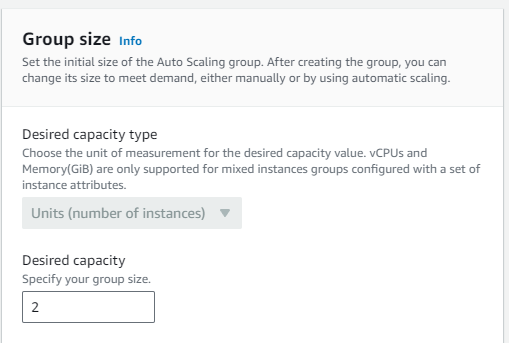 Group size Info
Set the initial size of the Auto Scaling group. After creating the group, you can
change its size to meet demand, either manually or by using automatic scaling.
Desired capacity type
Choose the unit of measurement for the desired capacity value. vCPUs and
Memory(GiB) are only supported for mixed instances groups configured with a set of
instance attributes.
Units (number of instances)
Desired capacity
Specify your group size.
2